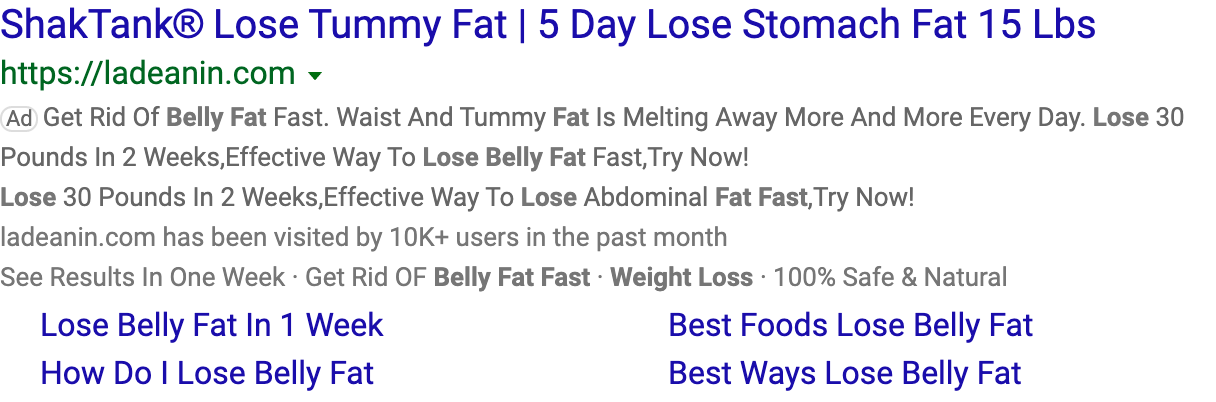 ShakTank® Lose Tummy Fat | 5 Day Lose Stomach Fat 15 Lbs
https://ladeanin.com
Ad Get Rid Of Belly Fat Fast. Waist And Tummy Fat Is Melting Away More And More Every Day. Lose 30
Pounds In 2 Weeks,Effective Way To Lose Belly Fat Fast,Try Now!
Lose 30 Pounds In 2 Weeks,Effective Way To Lose Abdominal Fat Fast,Try Now!
ladeanin.com has been visited by 10K+ users in the past month
See Results In One Week · Get Rid OF Belly Fat Fast · Weight Loss · 100% Safe & Natural
Lose Belly Fat In 1 Week
Best Foods Lose Belly Fat
How Do I Lose Belly Fat
Best Ways Lose Belly Fat